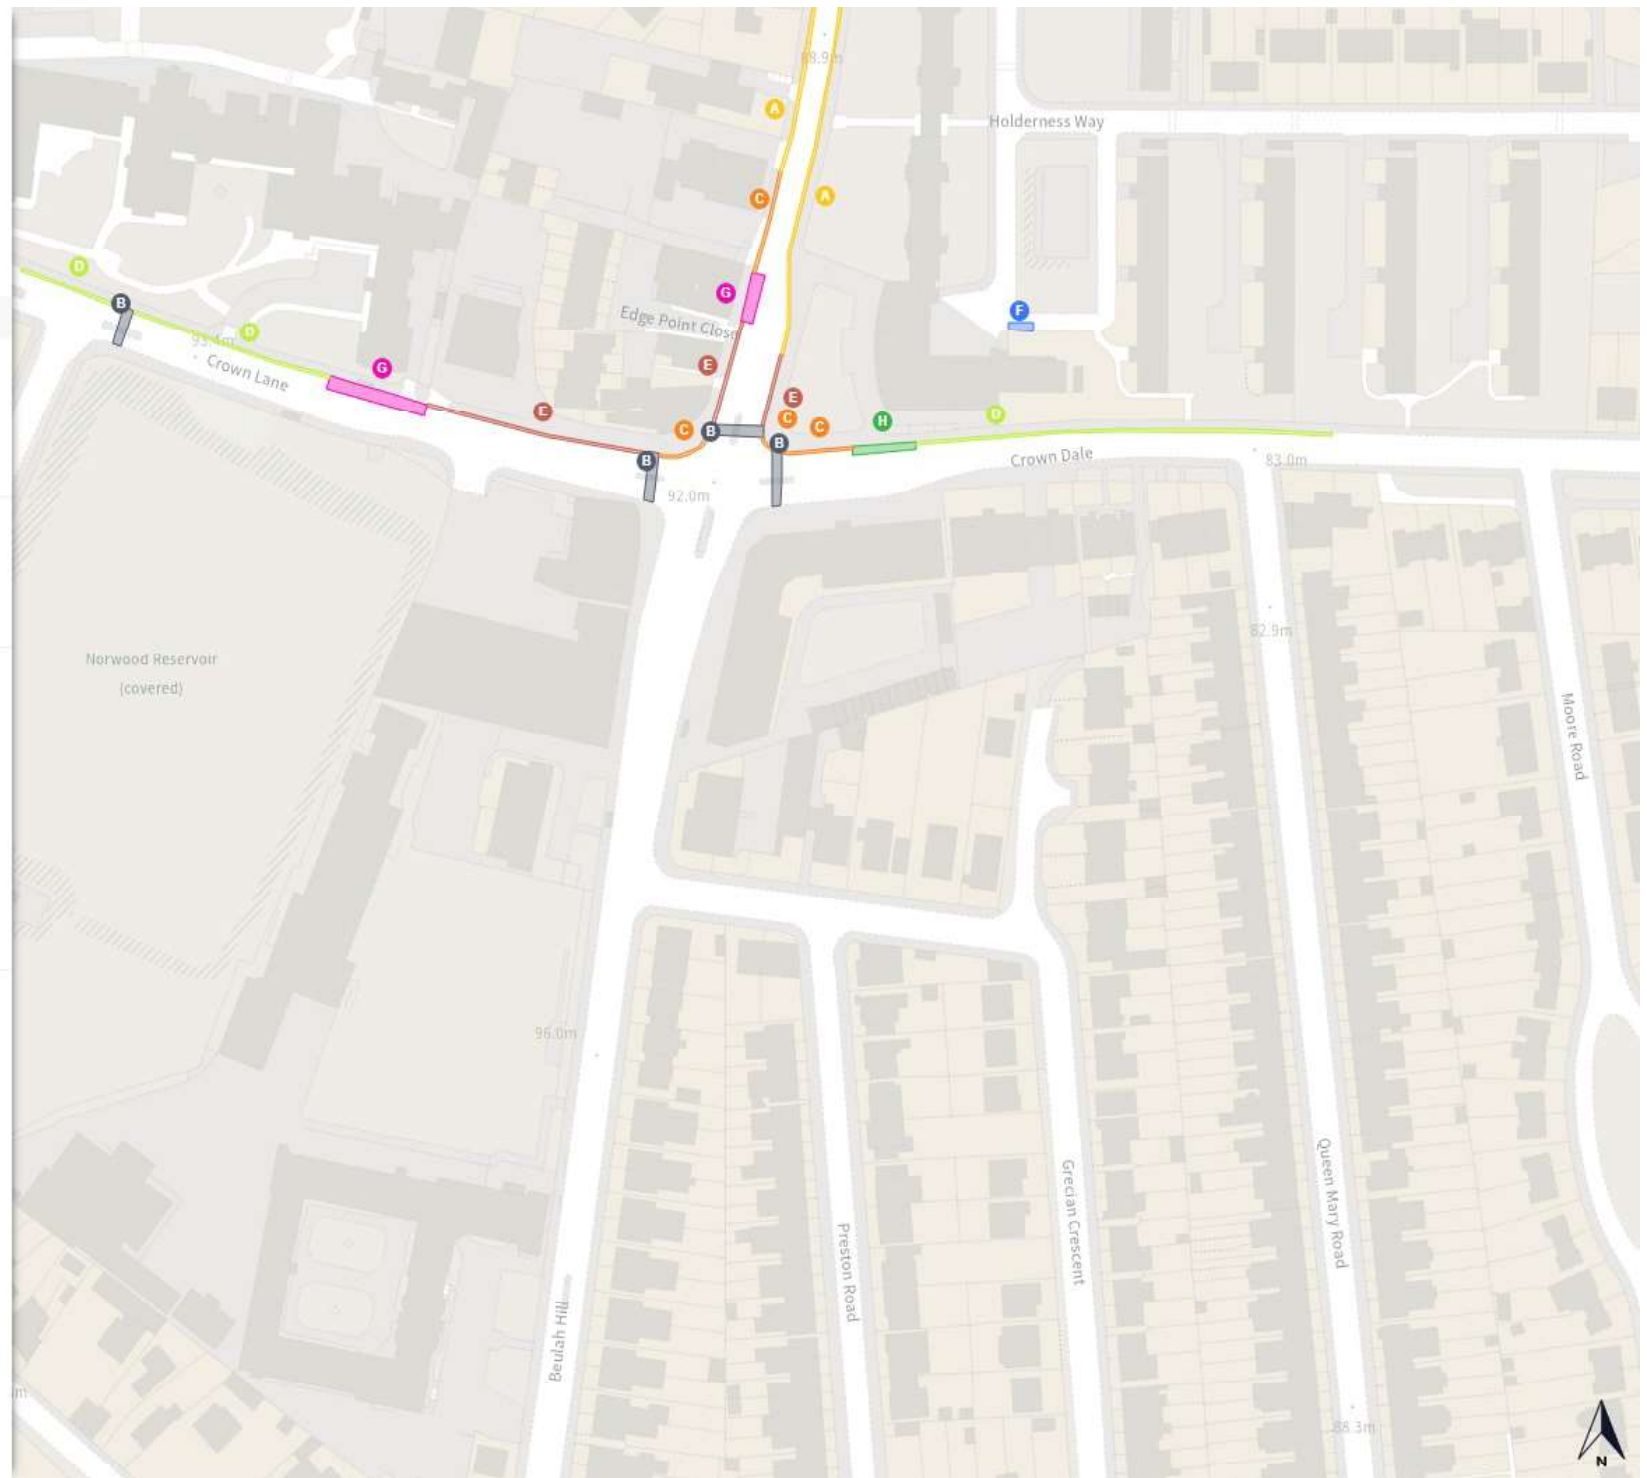 88.9m
A
Holderness Way
C
A
D
B
G
F
Edge Point Close
D
93.4m
Crown Lane
G
E
E
E
C
B
C
C
H
D
B
B
Crown Dale
83.0m
92.0m
82.9m
Norwood Reservoir
(covered)
Moore Road
96.0m
Queen Mary Road
Grecian Crescent
Preston Road
Beulah Hill
m
88.3m
N